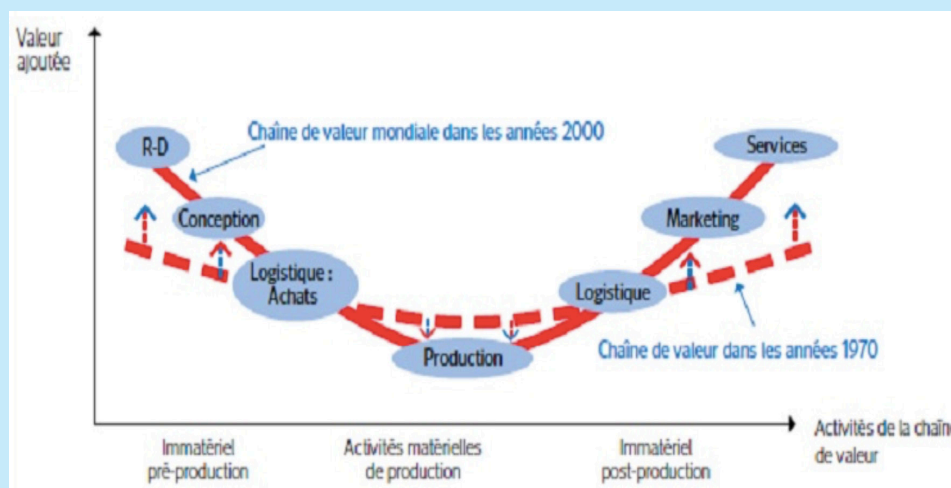 Valeur
ajoutée
Chaîne de valeur mondiale dans les années 2000
R-D
Services
Conception
Marketing
Logistique :
Achats
Logistique
Production
Chaîne de valeur dans les années 1970
Immatériel
pré-production
Activités matérielles
de production
Immatériel
post-production
Activités de la chaîne
de valeur